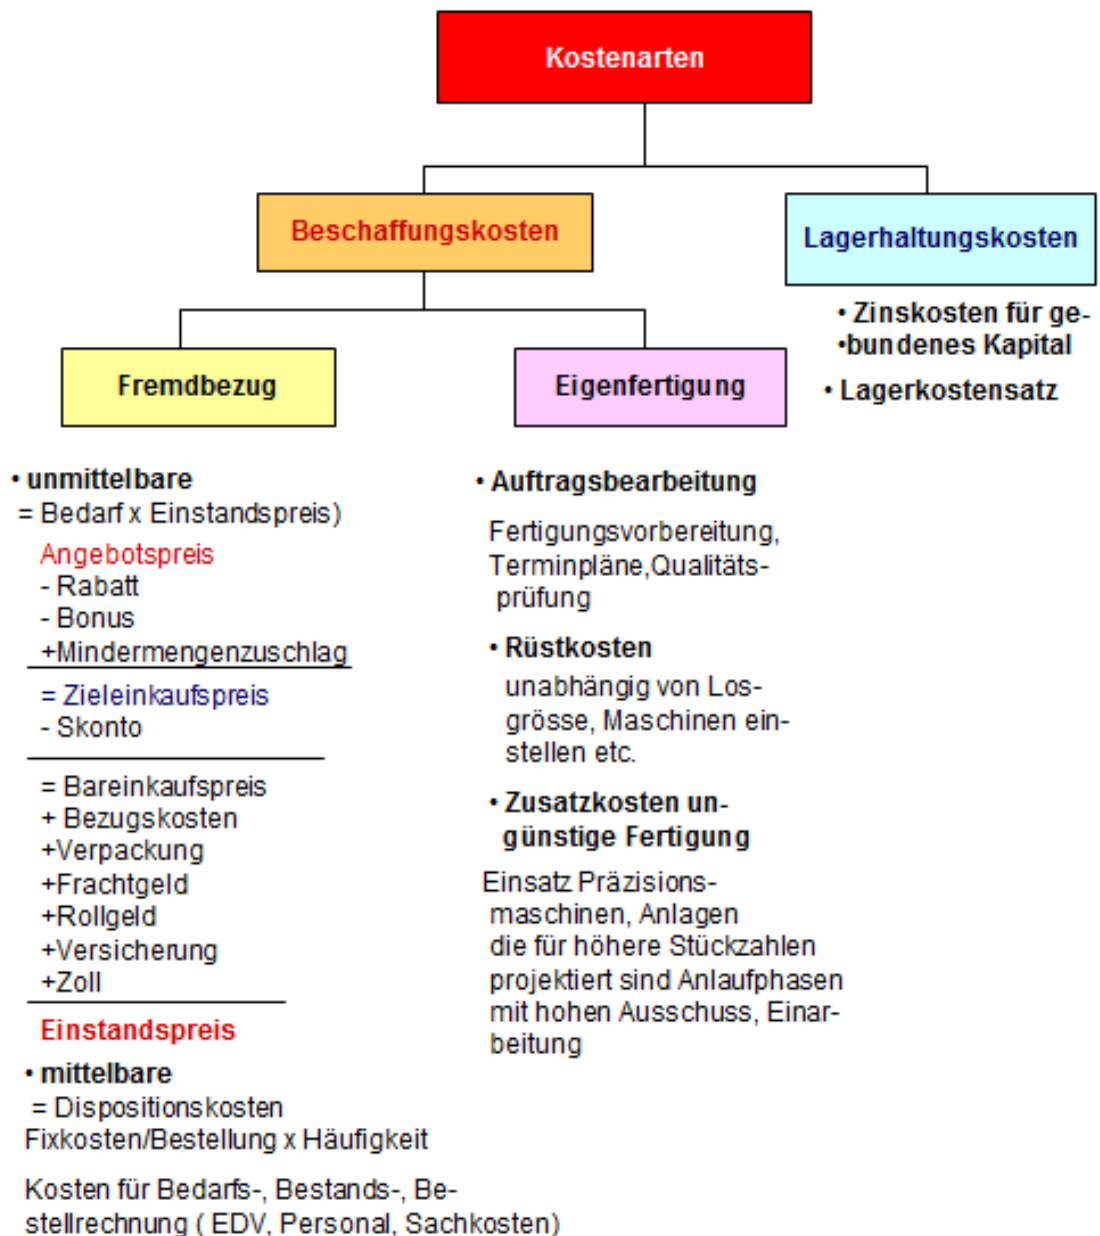 Kostenarten
Beschaffungskosten
Lagerhaltungskosten
• Zinskosten für ge-
•bundenes Kapital
• Lagerkostensatz
Fremdbezug
Eigenfertigung
• unmittelbare
= Bedarf x Einstandspreis)
Angebotspreis
- Rabatt
- Bonus
+Mindermengenzuschlag
= Zieleinkaufspreis
- Skonto
= Bareinkaufspreis
+ Bezugskosten
+Verpackung
+Frachtgeld
+Rollgeld
+Versicherung
+Zoll
Einstandspreis
• mittelbare
= Dispositionskosten
Fixkosten/Bestellung x Häufigkeit
Kosten für Bedarfs-, Bestands-, Be-
stellrechnung ( EDV, Personal, Sachkosten)
• Auftragsbearbeitung
Fertigungsvorbereitung,
Terminpläne,Qualitäts-
prüfung
• Rüstkosten
unabhängig von Los-
grösse, Maschinen ein-
stellen etc.
• Zusatzkosten un-
günstige Fertigung
Einsatz Präzisions-
maschinen, Anlagen
die für höhere Stückzahlen
projektiert sind Anlaufphasen
mit hohen Ausschuss, Einar-
beitung